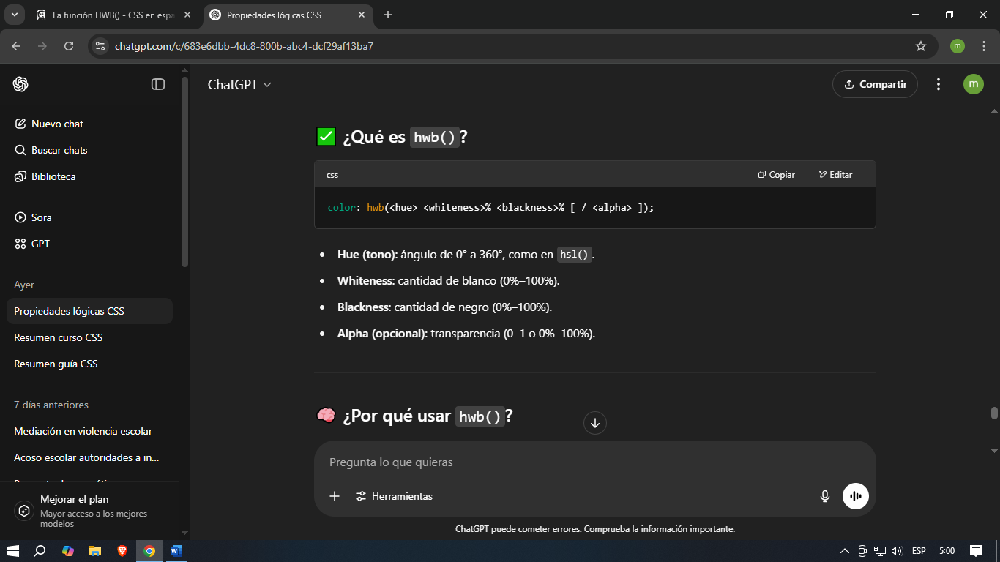 La función HWB() - CSS en espa
Propiedades lógicas CSS
chatgpt.com/c/683e6dbb-4dc8-800b-abc4-dcf29af13ba7
m
ChatGPT
Compartir
m
Nuevo chat
Buscar chats
Biblioteca
Sora
GPT
Ayer
Propiedades lógicas CSS
Resumen curso CSS
Resumen guía CSS
7 días anteriores
Mediación en violencia escolar
Acoso escolar autoridades a in...
Mejorar el plan
Mayor acceso a los mejores
modelos
✅ ¿Qué es hwb()?
css
Copiar
Editar
color: hwb(<hue> <whiteness>% <blackness>% [ / <alpha> ]);
• Hue (tono): ángulo de 0° a 360°, como en hsl().
• Whiteness: cantidad de blanco (0%–100%).
• Blackness: cantidad de negro (0%–100%).
• Alpha (opcional): transparencia (0–1 o 0%–100%).
🧠 ¿Por qué usar hwb()?
Pregunta lo que quieras
Herramientas
ChatGPT puede cometer errores. Comprueba la información importante.
W
ESP
5:00